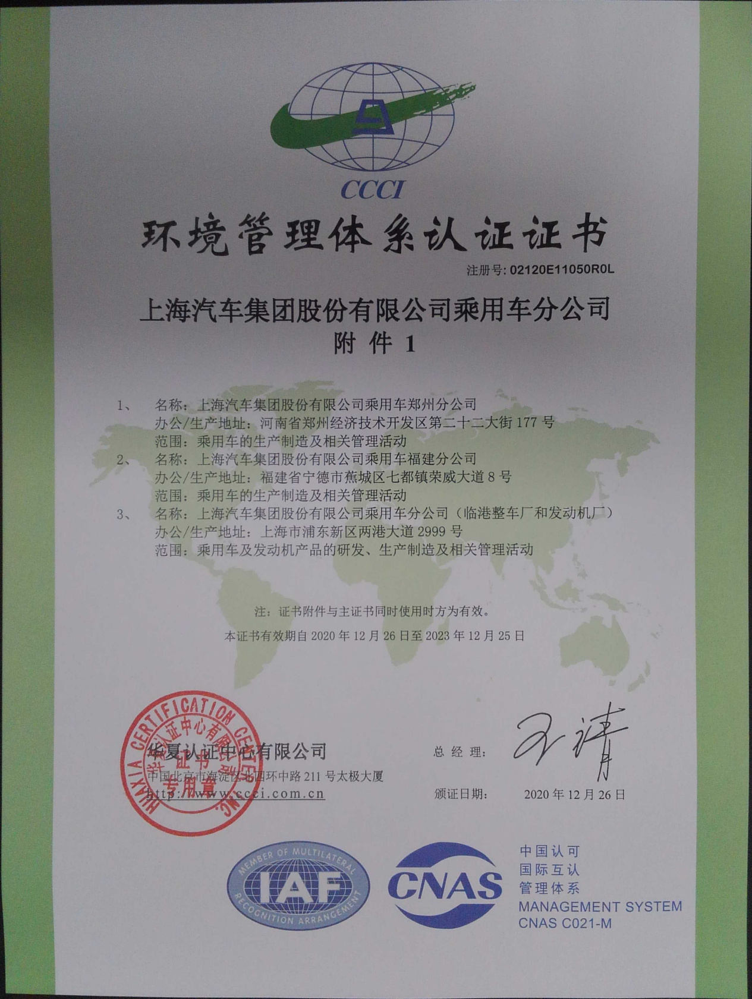 CCCI
环境管理体系认证证书
注册号: 02120E11050R0L
上海汽车集团股份有限公司乘用车分公司
附 件 1
1、 名称：上海汽车集团股份有限公司乘用车郑州分公司
办公/生产地址：河南省郑州经济技术开发区第二十二大街 177 号
范围：乘用车的生产制造及相关管理活动
2、 名称：上海汽车集团股份有限公司乘用车福建分公司
办公/生产地址：福建省宁德市蕉城区七都镇荣威大道 8 号
范围：乘用车的生产制造及相关管理活动
3、 名称：上海汽车集团股份有限公司乘用车分公司（临港整车厂和发动机厂）
办公/生产地址：上海市浦东新区两港大道 2999 号
范围：乘用车及发动机产品的研发、生产制造及相关管理活动
注：证书附件与主证书同时使用时方为有效。
本证书有效期自 2020 年 12 月 26 日至 2023 年 12 月 25 日
HUAXIA CERTIFICATION CENTER INC.
华夏认证中心有限公司
证书
专用章
华夏认证中心有限公司
中国北京市海淀区北四环中路 211 号太极大厦
http://www.ccci.com.cn
总 经 理：
颁证日期： 2020 年 12 月 26 日
MEMBER OF MULTILATERAL
IAF
RECOGNITION ARRANGEMENT
CNAS
中国认可
国际互认
管理体系
MANAGEMENT SYSTEM
CNAS C021-M